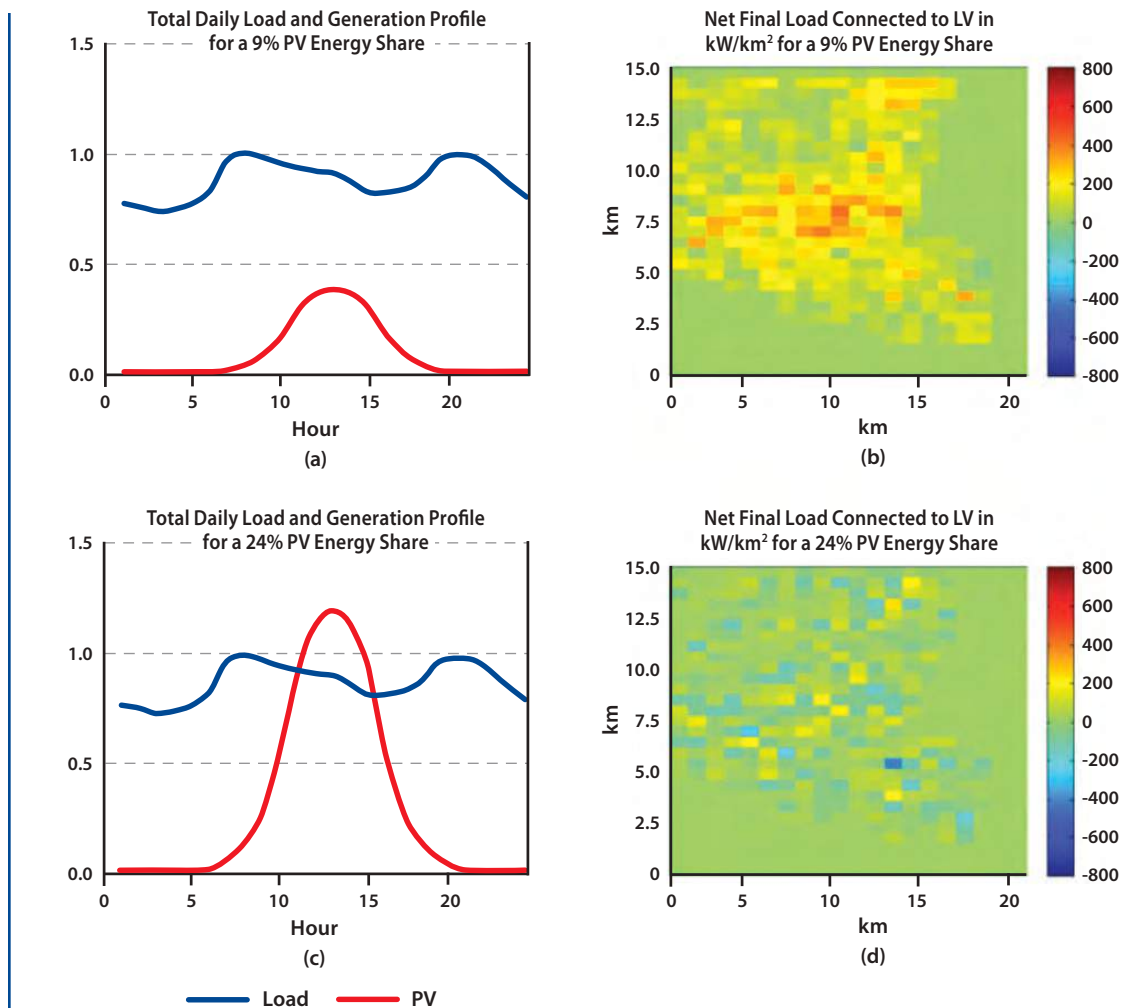 Total Daily Load and Generation Profile
for a 9% PV Energy Share
1.5
1.0
0.5
0.0
0 5 10 15 20
Hour
(a)
Net Final Load Connected to LV in
kW/km² for a 9% PV Energy Share
15.0
12.5
10.0
7.5
5.0
2.5
0
km
0 5 10 15 20
km
(b)
800
600
400
200
0
-200
-400
-600
-800
Total Daily Load and Generation Profile
for a 24% PV Energy Share
1.5
1.0
0.5
0.0
0 5 10 15 20
Hour
(c)
Net Final Load Connected to LV in
kW/km² for a 24% PV Energy Share
15.0
12.5
10.0
7.5
5.0
2.5
0
km
0 5 10 15 20
km
(d)
800
600
400
200
0
-200
-400
-600
-800
Load PV